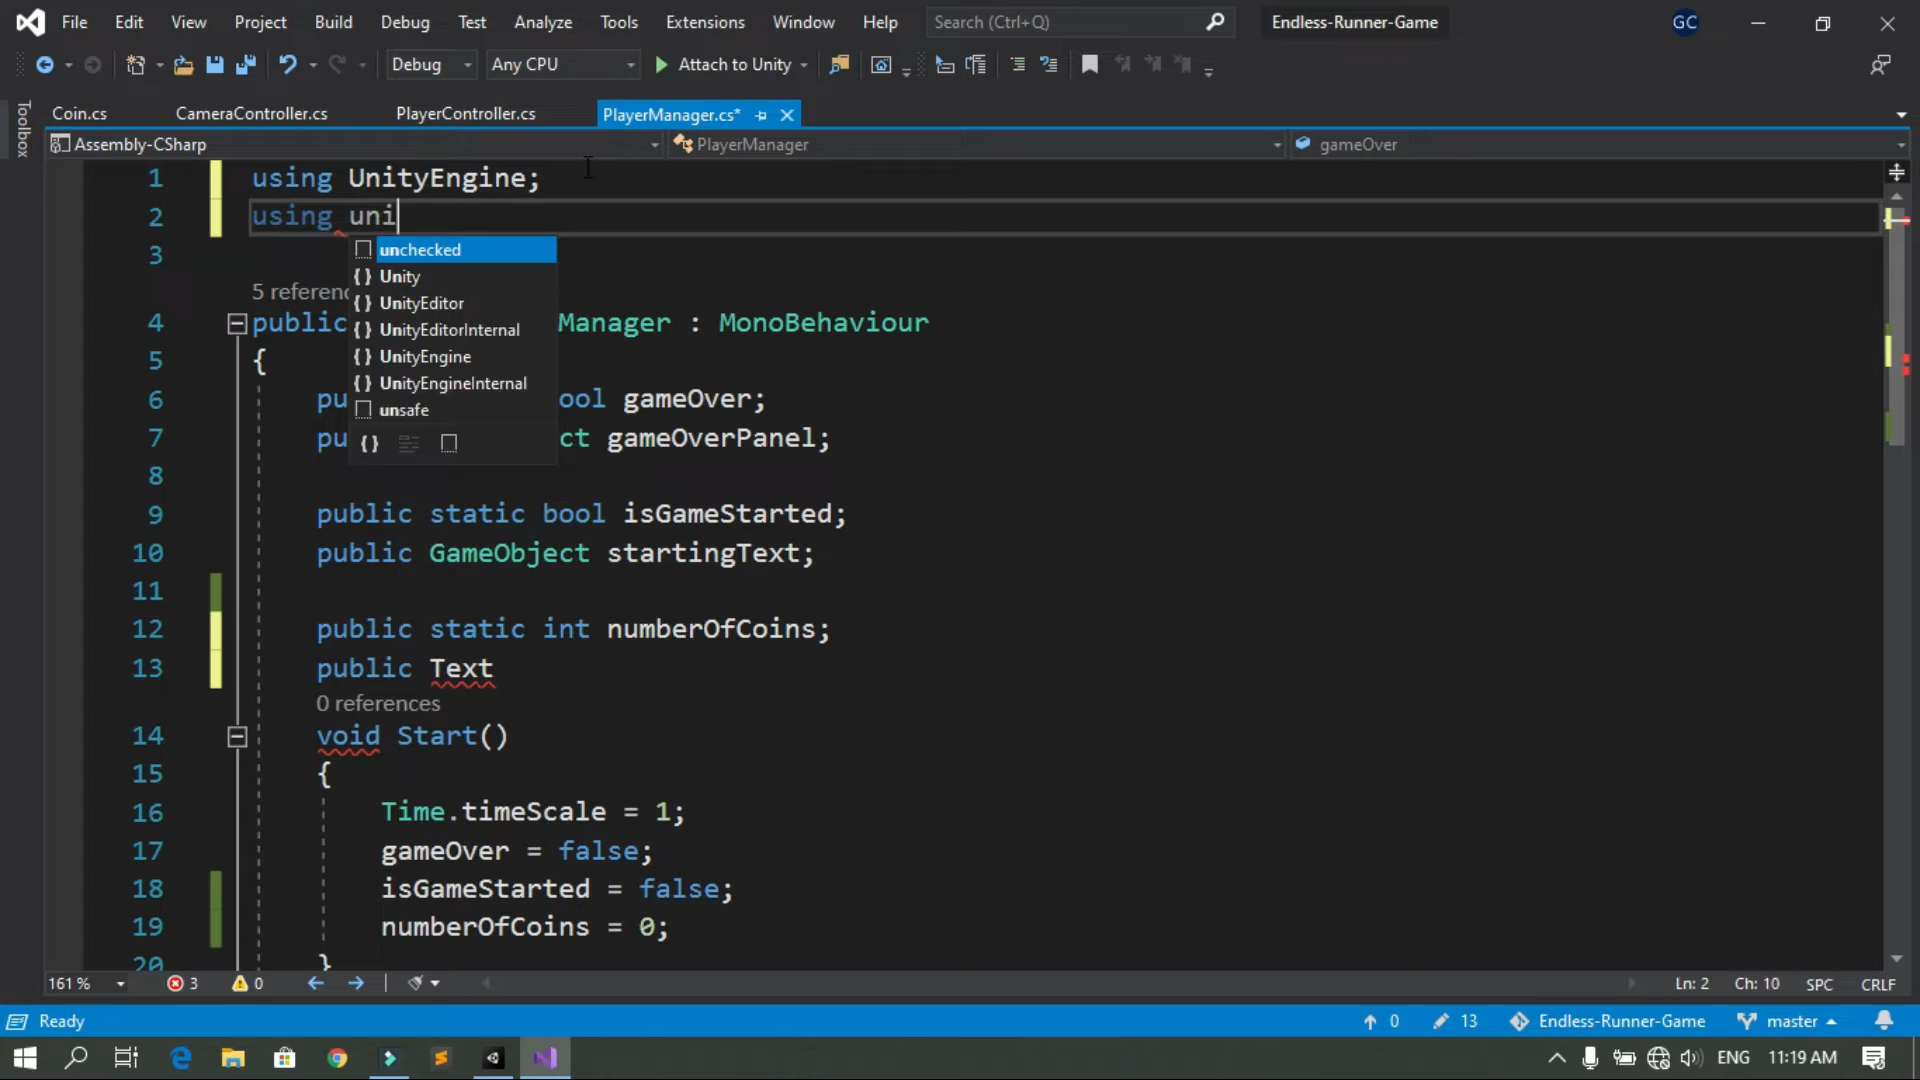 File Edit View Project Build Debug Test Analyze Tools Extensions Window Help Search (Ctrl+Q) Endless-Runner-Game GC
Debug Any CPU Attach to Unity
Toolbox
Coin.cs CameraController.cs PlayerController.cs PlayerManager.cs*
Assembly-CSharp PlayerManager gameOver
1 using UnityEngine;
2 using uni
unchecked
3
{ } Unity
5 referenc
{ } UnityEditor
4 public Manager : MonoBehaviour
{ } UnityEditorInternal
5 {
{ } UnityEngine
{ } UnityEngineInternal
6 pu ool gameOver;
unsafe
7 pu ct gameOverPanel;
{ }
8
9 public static bool isGameStarted;
10 public GameObject startingText;
11
12 public static int numberOfCoins;
13 public Text
0 references
14 void Start()
15 {
16 Time.timeScale = 1;
17 gameOver = false;
18 isGameStarted = false;
19 numberOfCoins = 0;
20 }
161 % 3 0 Ln: 2 Ch: 10 SPC CRLF
Ready 0 13 Endless-Runner-Game master
ENG 11:19 AM